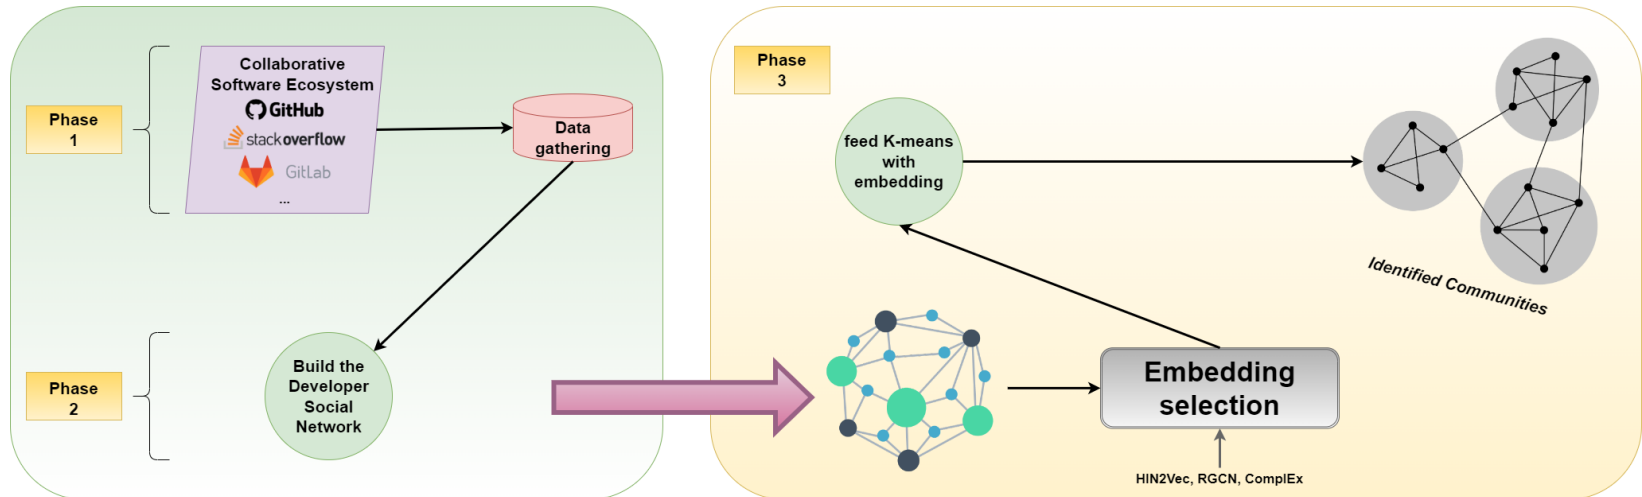 Phase
1
Collaborative
Software Ecosystem
GitHub
stackoverflow
GitLab
...
Data
gathering
Phase
2
Build the
Developer
Social
Network
Phase
3
feed K-means
with
embedding
Identified Communities
Embedding
selection
HIN2Vec, RGCN, ComplEx